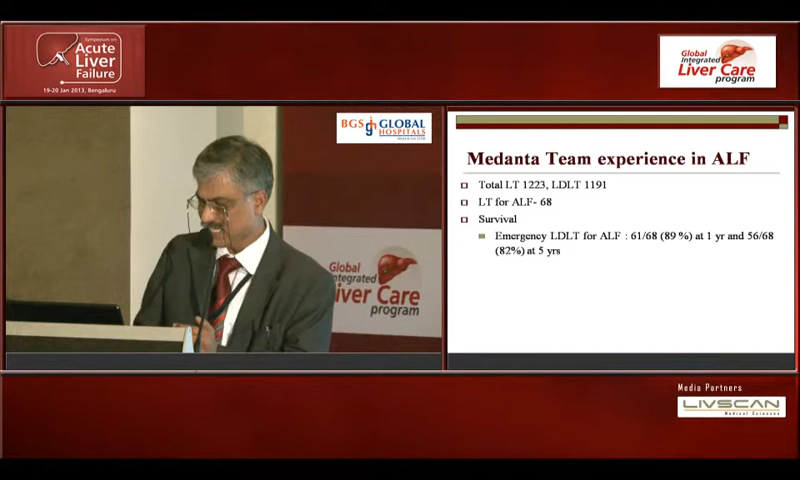 Symposium on
Acute
Liver
Failure
19-20 Jan 2013, Bengaluru
Global
Integrated
Liver Care
program
BGS GLOBAL
HOSPITALS
Global
Integrated
Liver Care
program
Medanta Team experience in ALF
Total LT 1223, LDLT 1191
LT for ALF- 68
Survival
Emergency LDLT for ALF : 61/68 (89 %) at 1 yr and 56/68
(82%) at 5 yrs
Media Partners
LIVSCAN
Medical Sciences